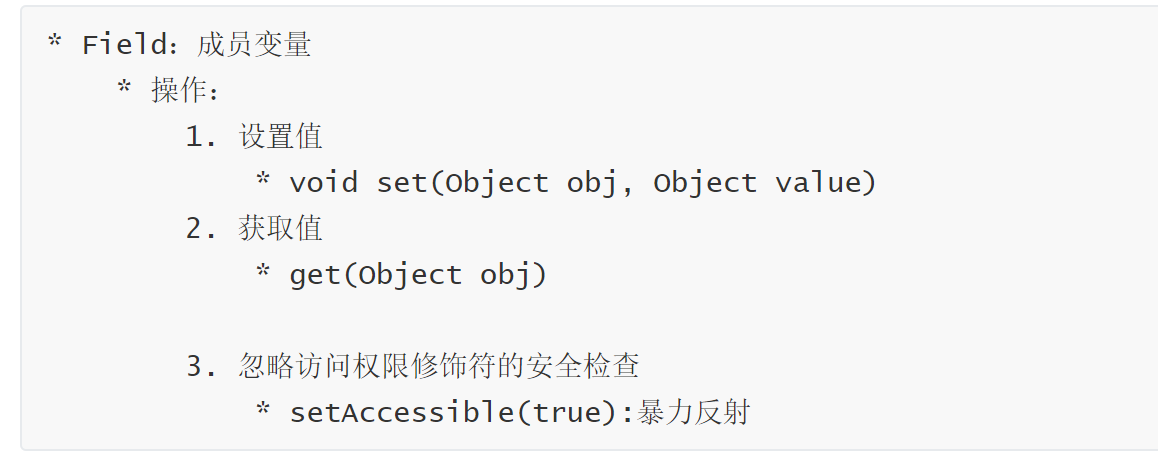 * Field：成员变量
* 操作：
1. 设置值
* void set(Object obj, Object value)
2. 获取值
* get(Object obj)
3. 忽略访问权限修饰符的安全检查
* setAccessible(true):暴力反射